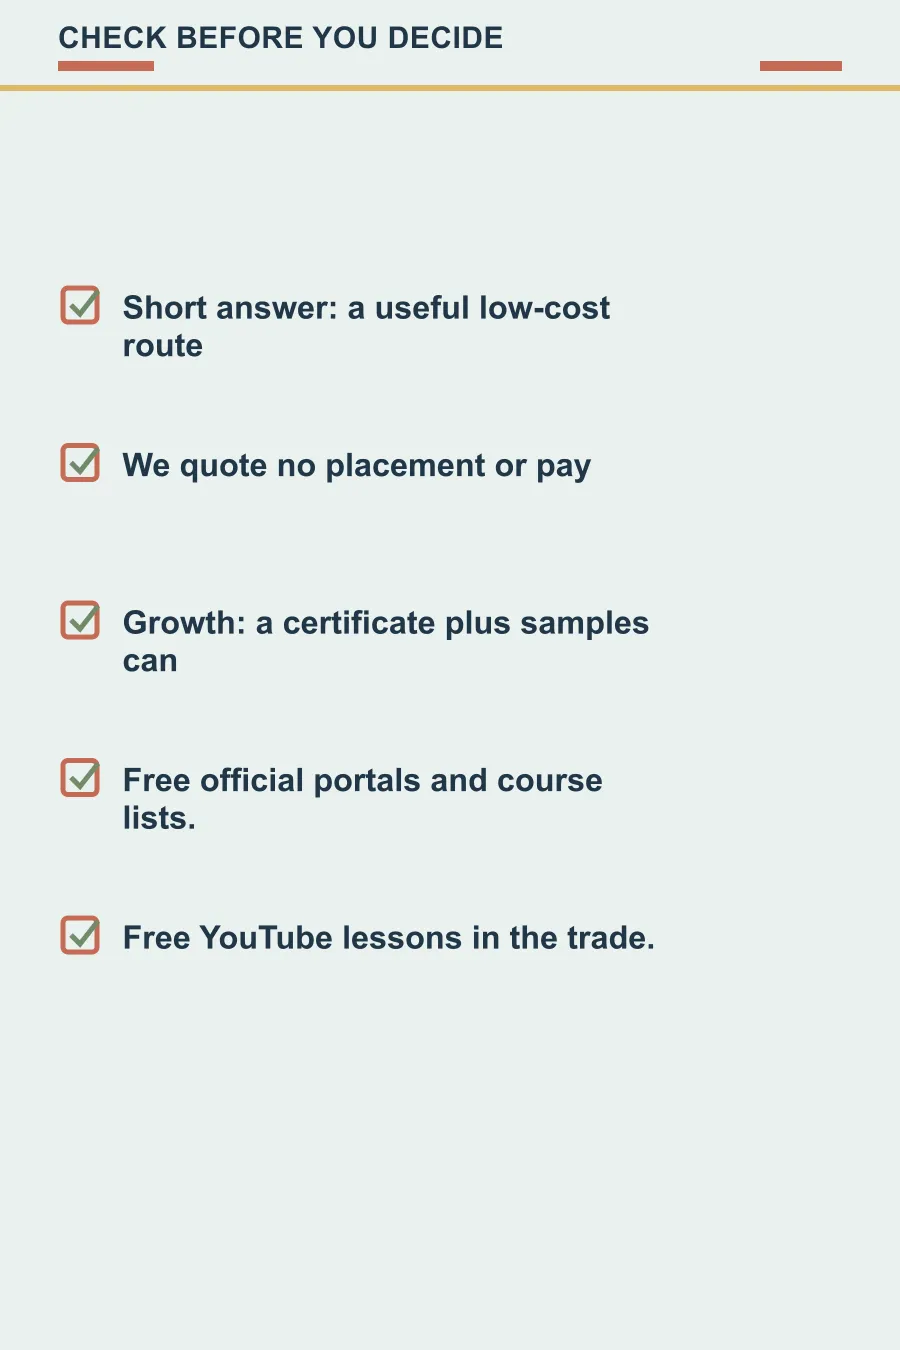 CHECK BEFORE YOU DECIDE
Short answer: a useful low-cost
route
We quote no placement or pay
Growth: a certificate plus samples
can
Free official portals and course
lists.
Free YouTube lessons in the trade.